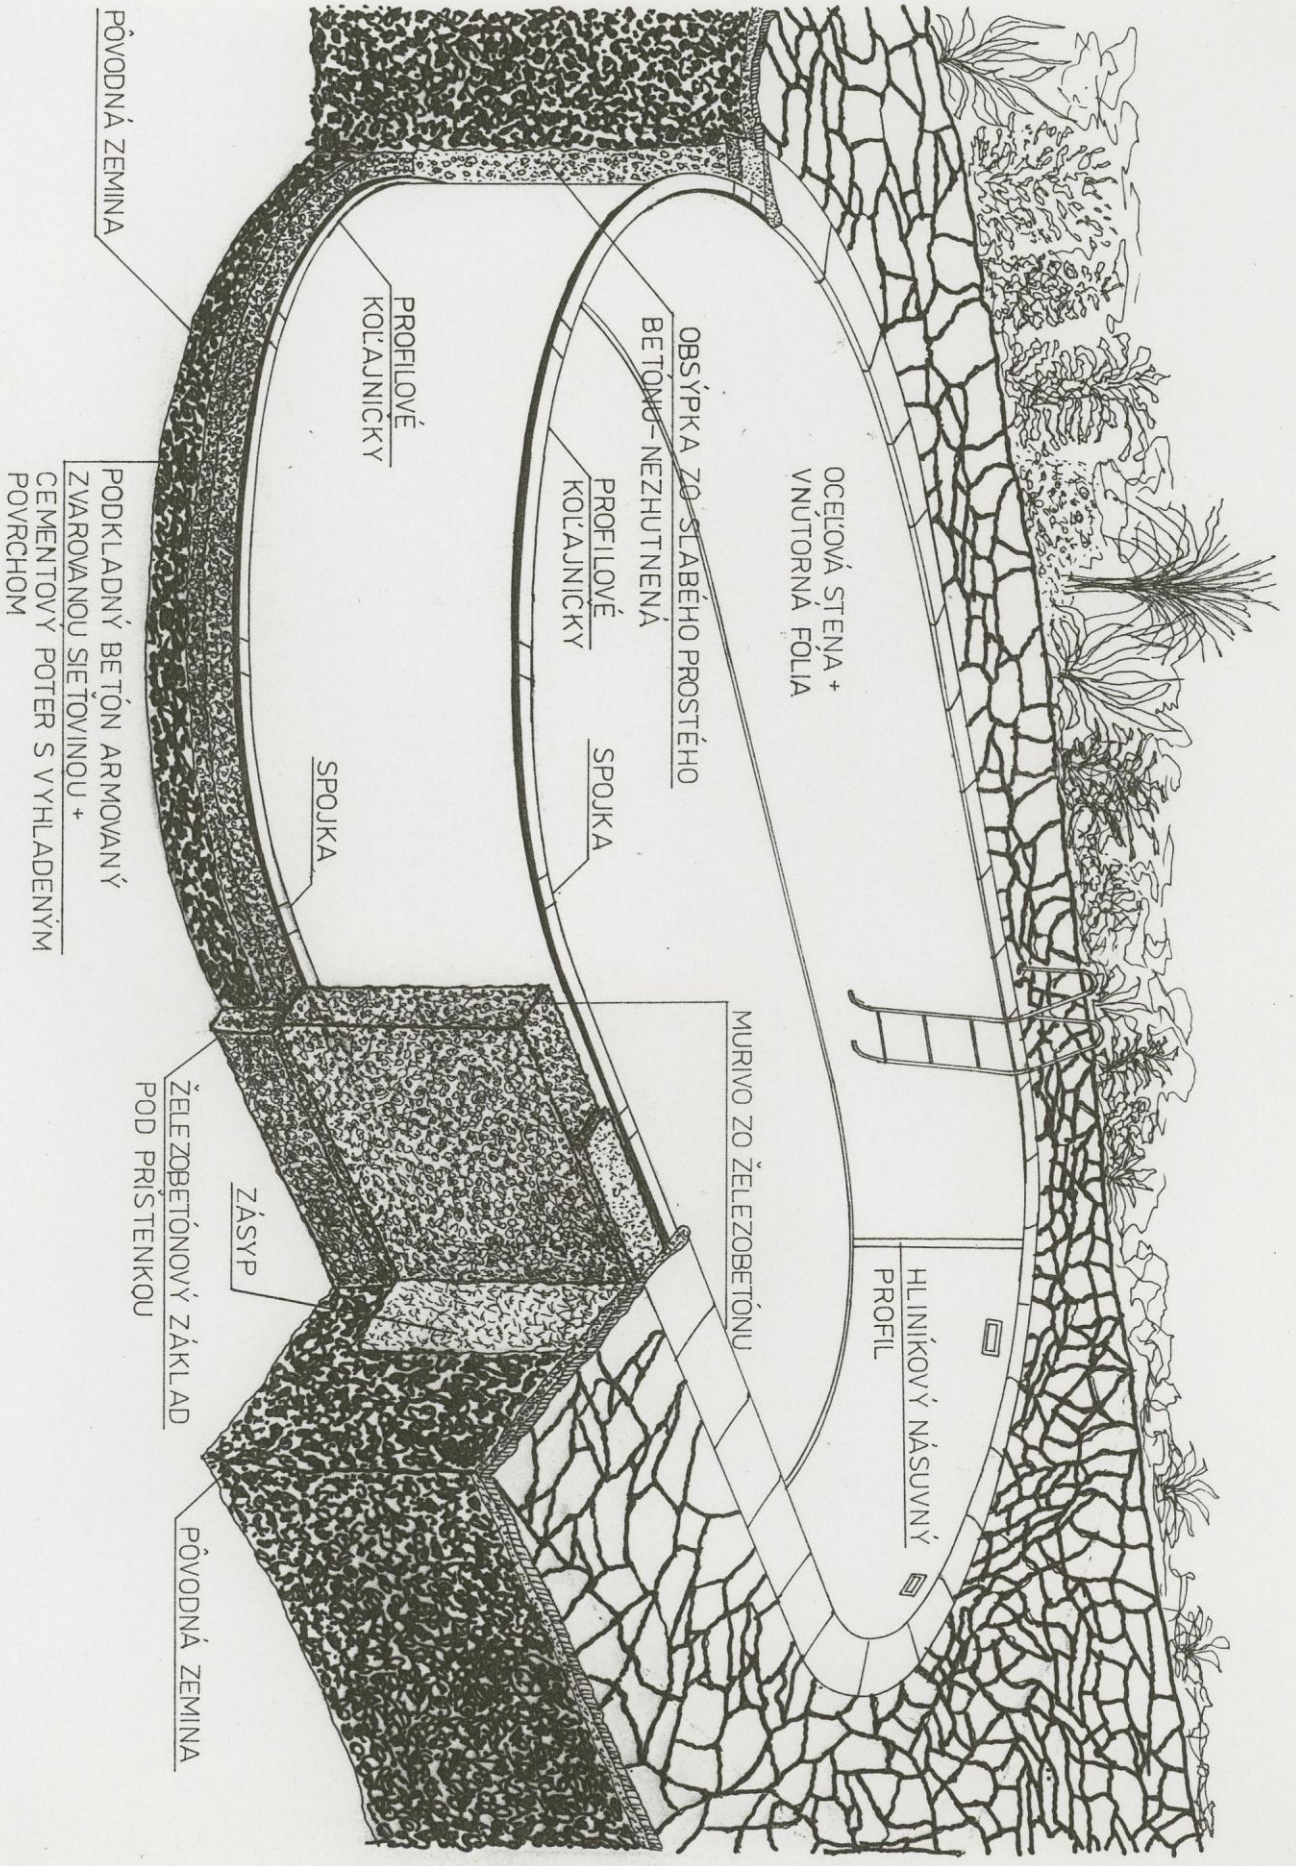 OCEĽOVÁ STENA +
VNÚTORNÁ FÓLIA
HLINIKOVÝ NÁSUVNÝ
PROFIL
OBSÝPKA ZO SLABÉHO PROSTÉHO
BETÓNU-NEZHUTNENÁ
MURIVO ZO ŽELEZOBETÓNU
PROFILOVÉ
KOĽAJNIČKY
SPOJKA
PROFILOVÉ
KOĽAJNIČKY
SPOJKA
ZÁSYP
PÔVODNÁ ZEMINA
PODKLADNÝ BETÓN ARMOVANÝ
ZVAROVANOU SIEŤOVINOU +
CEMENTOVÝ POTER S VYHLADENÝM
POVRCHOM
ŽELEZOBETÓNOVÝ ZÁKLAD
POD PRÍSTENKOU
PÔVODNÁ ZEMINA